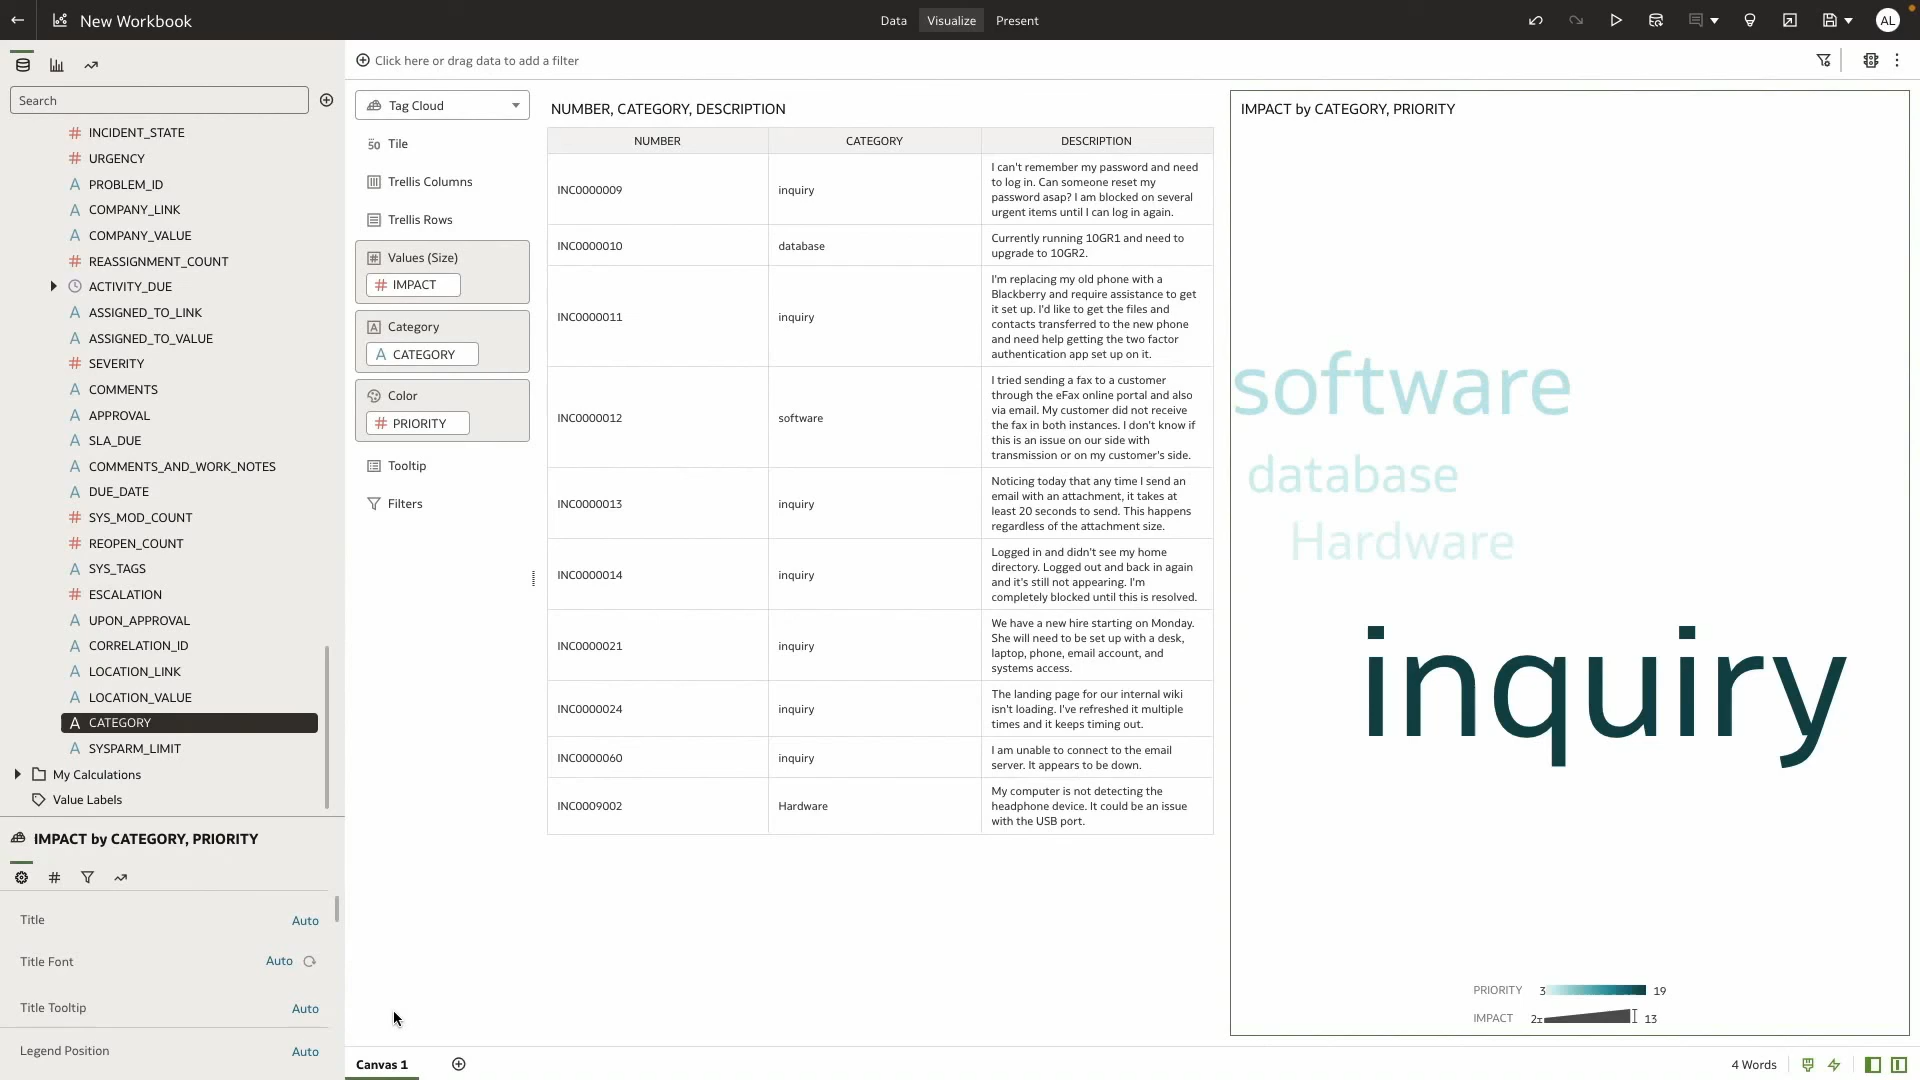 New Workbook
Data
Visualize
Present
AL
Search
INCIDENT_STATE
URGENCY
PROBLEM_ID
COMPANY_LINK
COMPANY_VALUE
REASSIGNMENT_COUNT
ACTIVITY_DUE
ASSIGNED_TO_LINK
ASSIGNED_TO_VALUE
SEVERITY
COMMENTS
APPROVAL
SLA_DUE
COMMENTS_AND_WORK_NOTES
DUE_DATE
SYS_MOD_COUNT
REOPEN_COUNT
SYS_TAGS
ESCALATION
UPON_APPROVAL
CORRELATION_ID
LOCATION_LINK
LOCATION_VALUE
CATEGORY
SYSPARM_LIMIT
My Calculations
Value Labels
IMPACT by CATEGORY, PRIORITY
Title Auto
Title Font Auto
Title Tooltip Auto
Legend Position Auto
Click here or drag data to add a filter
Tag Cloud
Tile
Trellis Columns
Trellis Rows
Values (Size)
IMPACT
Category
CATEGORY
Color
PRIORITY
Tooltip
Filters
NUMBER, CATEGORY, DESCRIPTION
NUMBER CATEGORY DESCRIPTION
INC0000009 inquiry
I can't remember my password and need
to log in. Can someone reset my
password asap? I am blocked on several
urgent items until I can log in again.
INC0000010 database
Currently running 10GR1 and need to
upgrade to 10GR2.
INC0000011 inquiry
I'm replacing my old phone with a
Blackberry and require assistance to get
it set up. I'd like to get the files and
contacts transferred to the new phone
and need help getting the two factor
authentication app set up on it.
INC0000012 software
I tried sending a fax to a customer
through the eFax online portal and also
via email. My customer did not receive
the fax in both instances. I don't know if
this is an issue on our side with
transmission or on my customer's side.
INC0000013 inquiry
Noticing today that any time I send an
email with an attachment, it takes at
least 20 seconds to send. This happens
regardless of the attachment size.
INC0000014 inquiry
Logged in and didn't see my home
directory. Logged out and back in again
and it's still not appearing. I'm
completely blocked until this is resolved.
INC0000021 inquiry
We have a new hire starting on Monday.
She will need to be set up with a desk,
laptop, phone, email account, and
systems access.
INC0000024 inquiry
The landing page for our internal wiki
isn't loading. I've refreshed it multiple
times and it keeps timing out.
INC0000060 inquiry
I am unable to connect to the email
server. It appears to be down.
INC0009002 Hardware
My computer is not detecting the
headphone device. It could be an issue
with the USB port.
IMPACT by CATEGORY, PRIORITY
software
database
Hardware
inquiry
PRIORITY 3 19
IMPACT 2 13
Canvas 1
4 Words